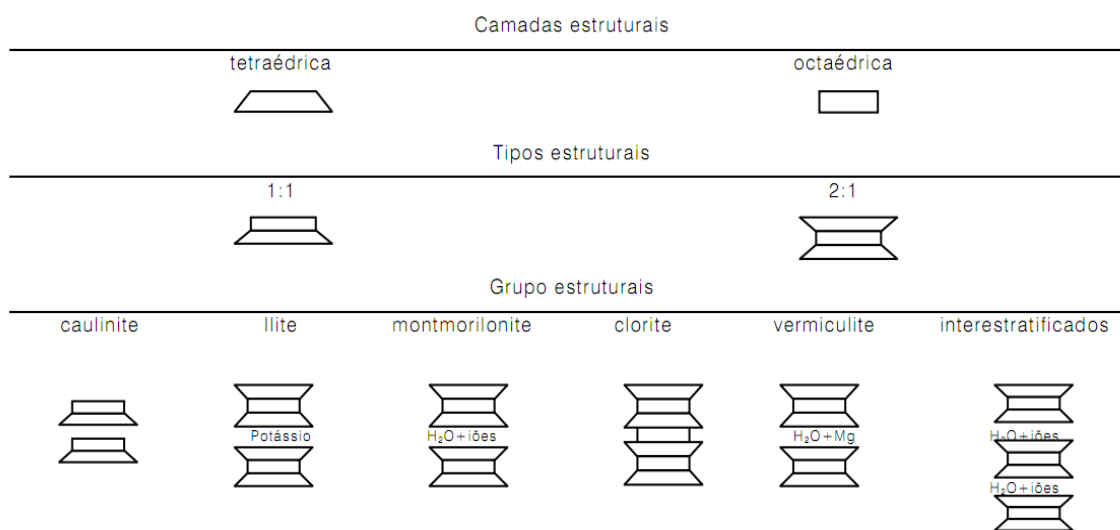 Camadas estruturais
tetraédrica octaédrica
Tipos estruturais
1:1 2:1
Grupo estruturais
caulinite Ilite montmorilonite clorite vermiculite interestratificados
Potássio H₂O+iões H₂O+Mg H₂O+iões
H₂O+iões